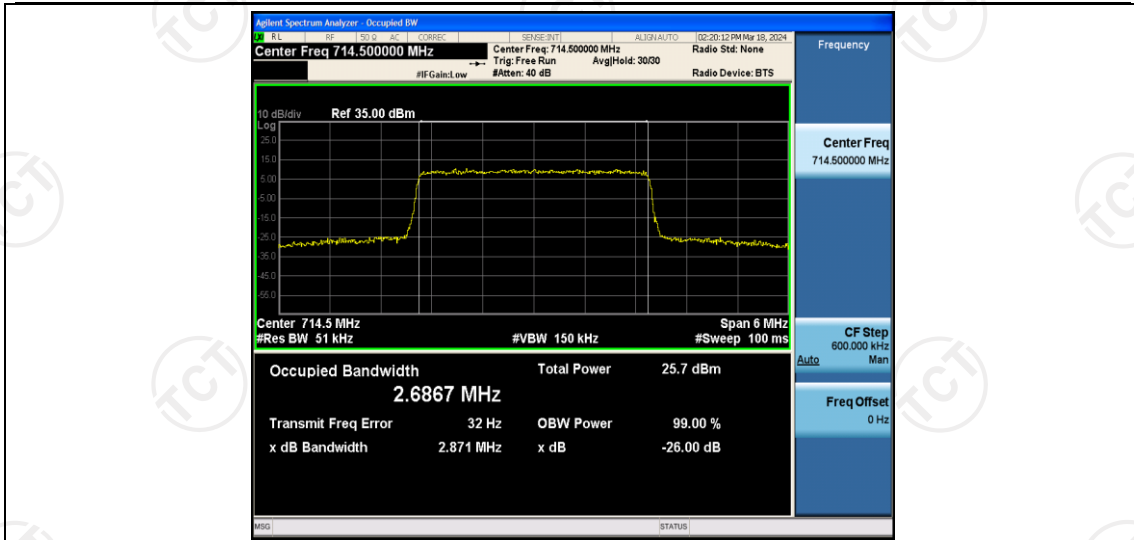 Agilent Spectrum Analyzer - Occupied BW
LXI RL RF 50 Ω AC CORREC SENSE:INT ALIGN AUTO 02:20:12 PM Mar 18, 2024
Center Freq 714.500000 MHz Center Freq: 714.500000 MHz Radio Std: None
Trig: Free Run Avg|Hold: 30/30
#IFGain:Low #Atten: 40 dB Radio Device: BTS
Frequency
10 dB/div Ref 35.00 dBm
Log
25.0
15.0
5.00
-5.00
-15.0
-25.0
-35.0
-45.0
-55.0
Center Freq
714.500000 MHz
Center 714.5 MHz Span 6 MHz
#Res BW 51 kHz #VBW 150 kHz #Sweep 100 ms
CF Step
600.000 kHz
Auto Man
Occupied Bandwidth Total Power 25.7 dBm
2.6867 MHz
Transmit Freq Error 32 Hz OBW Power 99.00 %
x dB Bandwidth 2.871 MHz x dB -26.00 dB
Freq Offset
0 Hz
MSG STATUS
TCT
TCT
TCT
TCT